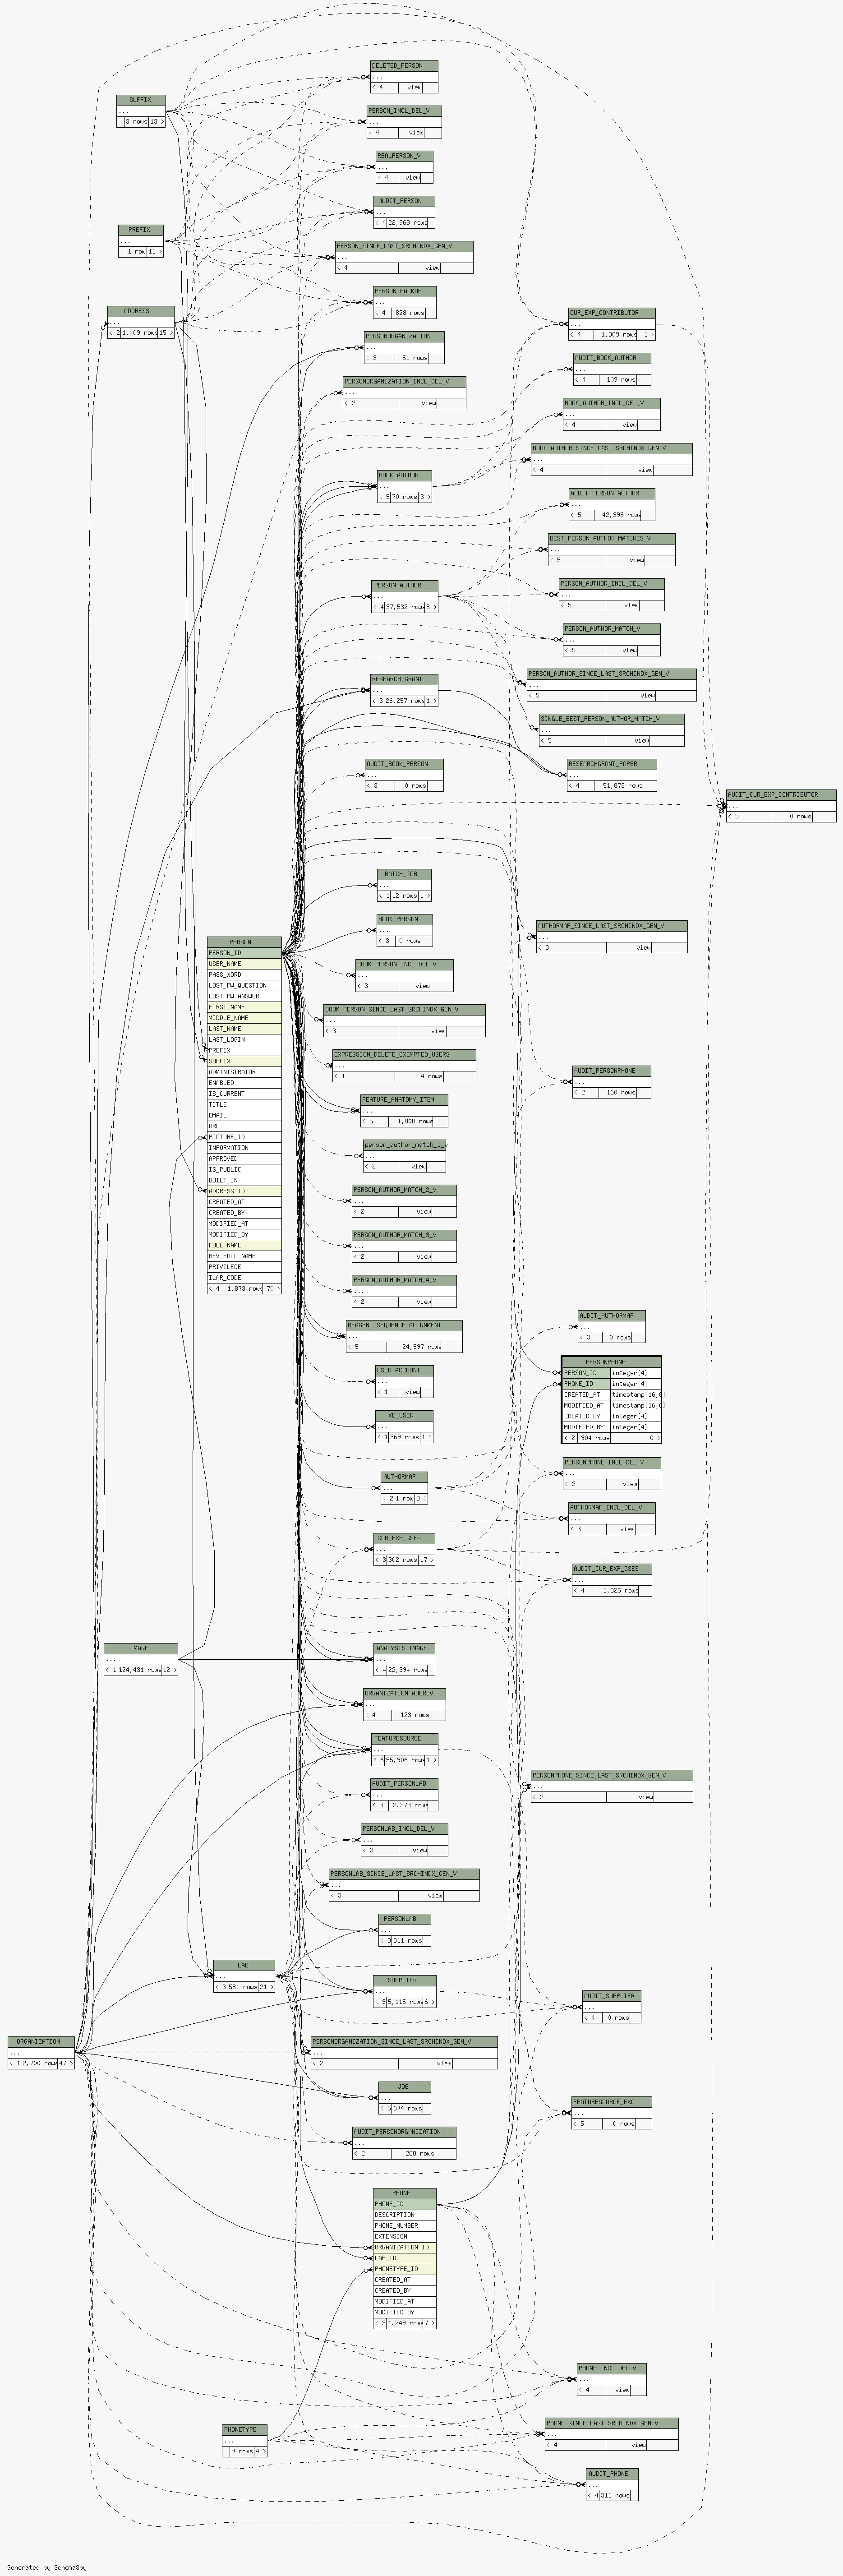 DELETED_PERSON
...
< 4 view
SUFFIX
...
3 rows 13 >
PERSON_INCL_DEL_V
...
< 4 view
REALPERSON_V
...
< 4 view
AUDIT_PERSON
...
< 4 22,969 rows
PREFIX
...
1 row 11 >
PERSON_SINCE_LAST_SRCHINDX_GEN_V
...
< 4 view
PERSON_BACKUP
...
< 4 828 rows
ADDRESS
...
< 2 1,409 rows 15 >
CUR_EXP_CONTRIBUTOR
...
< 4 1,309 rows 1 >
PERSONORGANIZATION
...
< 3 51 rows
AUDIT_BOOK_AUTHOR
...
< 4 109 rows
PERSONORGANIZATION_INCL_DEL_V
...
< 2 view
BOOK_AUTHOR_INCL_DEL_V
...
< 4 view
BOOK_AUTHOR_SINCE_LAST_SRCHINDX_GEN_V
...
< 4 view
BOOK_AUTHOR
...
< 5 70 rows 3 >
AUDIT_PERSON_AUTHOR
...
< 5 42,398 rows
BEST_PERSON_AUTHOR_MATCHES_V
...
< 5 view
PERSON_AUTHOR
...
< 4 37,532 rows 8 >
PERSON_AUTHOR_INCL_DEL_V
...
< 5 view
PERSON_AUTHOR_MATCH_V
...
< 5 view
RESEARCH_GRANT
...
< 3 26,257 rows 1 >
PERSON_AUTHOR_SINCE_LAST_SRCHINDX_GEN_V
...
< 5 view
SINGLE_BEST_PERSON_AUTHOR_MATCH_V
...
< 5 view
AUDIT_BOOK_PERSON
...
< 3 0 rows
RESEARCHGRANT_PAPER
...
< 4 51,873 rows
AUDIT_CUR_EXP_CONTRIBUTOR
...
< 5 0 rows
BATCH_JOB
...
< 1 12 rows 1 >
BOOK_PERSON
...
< 3 0 rows
AUTHORMAP_SINCE_LAST_SRCHINDX_GEN_V
...
< 3 view
PERSON
PERSON_ID
USER_NAME
PASS_WORD
LOST_PW_QUESTION
LOST_PW_ANSWER
FIRST_NAME
MIDDLE_NAME
LAST_NAME
LAST_LOGIN
PREFIX
SUFFIX
ADMINISTRATOR
ENABLED
IS_CURRENT
TITLE
EMAIL
URL
PICTURE_ID
INFORMATION
APPROVED
IS_PUBLIC
BUILT_IN
ADDRESS_ID
CREATED_AT
CREATED_BY
MODIFIED_AT
MODIFIED_BY
FULL_NAME
REV_FULL_NAME
PRIVILEGE
ILAR_CODE
< 4 1,873 rows 70 >
BOOK_PERSON_INCL_DEL_V
...
< 3 view
BOOK_PERSON_SINCE_LAST_SRCHINDX_GEN_V
...
< 3 view
EXPRESSION_DELETE_EXEMPTED_USERS
...
< 1 4 rows
AUDIT_PERSONPHONE
...
< 2 160 rows
FEATURE_ANATOMY_ITEM
...
< 5 1,808 rows
person_author_match_1_v
...
< 2 view
PERSON_AUTHOR_MATCH_2_V
...
< 2 view
PERSON_AUTHOR_MATCH_3_V
...
< 2 view
PERSON_AUTHOR_MATCH_4_V
...
< 2 view
REAGENT_SEQUENCE_ALIGNMENT
...
< 5 24,597 rows
AUDIT_AUTHORMAP
...
< 3 0 rows
PERSONPHONE
PERSON_ID integer[4]
PHONE_ID integer[4]
CREATED_AT timestamp[16,6]
MODIFIED_AT timestamp[16,6]
CREATED_BY integer[4]
MODIFIED_BY integer[4]
< 2 904 rows 0 >
USER_ACCOUNT
...
< 1 view
XB_USER
...
< 1 369 rows 1 >
PERSONPHONE_INCL_DEL_V
...
< 2 view
AUTHORMAP
...
< 2 1 row 3 >
AUTHORMAP_INCL_DEL_V
...
< 3 view
CUR_EXP_GSES
...
< 3 302 rows 17 >
AUDIT_CUR_EXP_GSES
...
< 4 1,825 rows
IMAGE
...
< 1 124,431 rows 12 >
ANALYSIS_IMAGE
...
< 4 22,394 rows
ORGANIZATION_ABBREV
...
< 4 123 rows
FEATURESOURCE
...
< 6 55,906 rows 1 >
PERSONPHONE_SINCE_LAST_SRCHINDX_GEN_V
...
< 2 view
AUDIT_PERSONLAB
...
< 3 2,373 rows
PERSONLAB_INCL_DEL_V
...
< 3 view
PERSONLAB_SINCE_LAST_SRCHINDX_GEN_V
...
< 3 view
PERSONLAB
...
< 3 811 rows
LAB
...
< 3 581 rows 21 >
SUPPLIER
...
< 3 5,115 rows 6 >
AUDIT_SUPPLIER
...
< 4 0 rows
ORGANIZATION
...
< 1 2,700 rows 47 >
PERSONORGANIZATION_SINCE_LAST_SRCHINDX_GEN_V
...
< 2 view
JOB
...
< 5 674 rows
FEATURESOURCE_EXC
...
< 5 0 rows
AUDIT_PERSONORGANIZATION
...
< 2 288 rows
PHONE
PHONE_ID
DESCRIPTION
PHONE_NUMBER
EXTENSION
ORGANIZATION_ID
LAB_ID
PHONETYPE_ID
CREATED_AT
CREATED_BY
MODIFIED_AT
MODIFIED_BY
< 3 1,249 rows 7 >
PHONE_INCL_DEL_V
...
< 4 view
PHONE_SINCE_LAST_SRCHINDX_GEN_V
...
< 4 view
PHONETYPE
...
9 rows 4 >
AUDIT_PHONE
...
< 4 311 rows
Generated by SchemaSpy